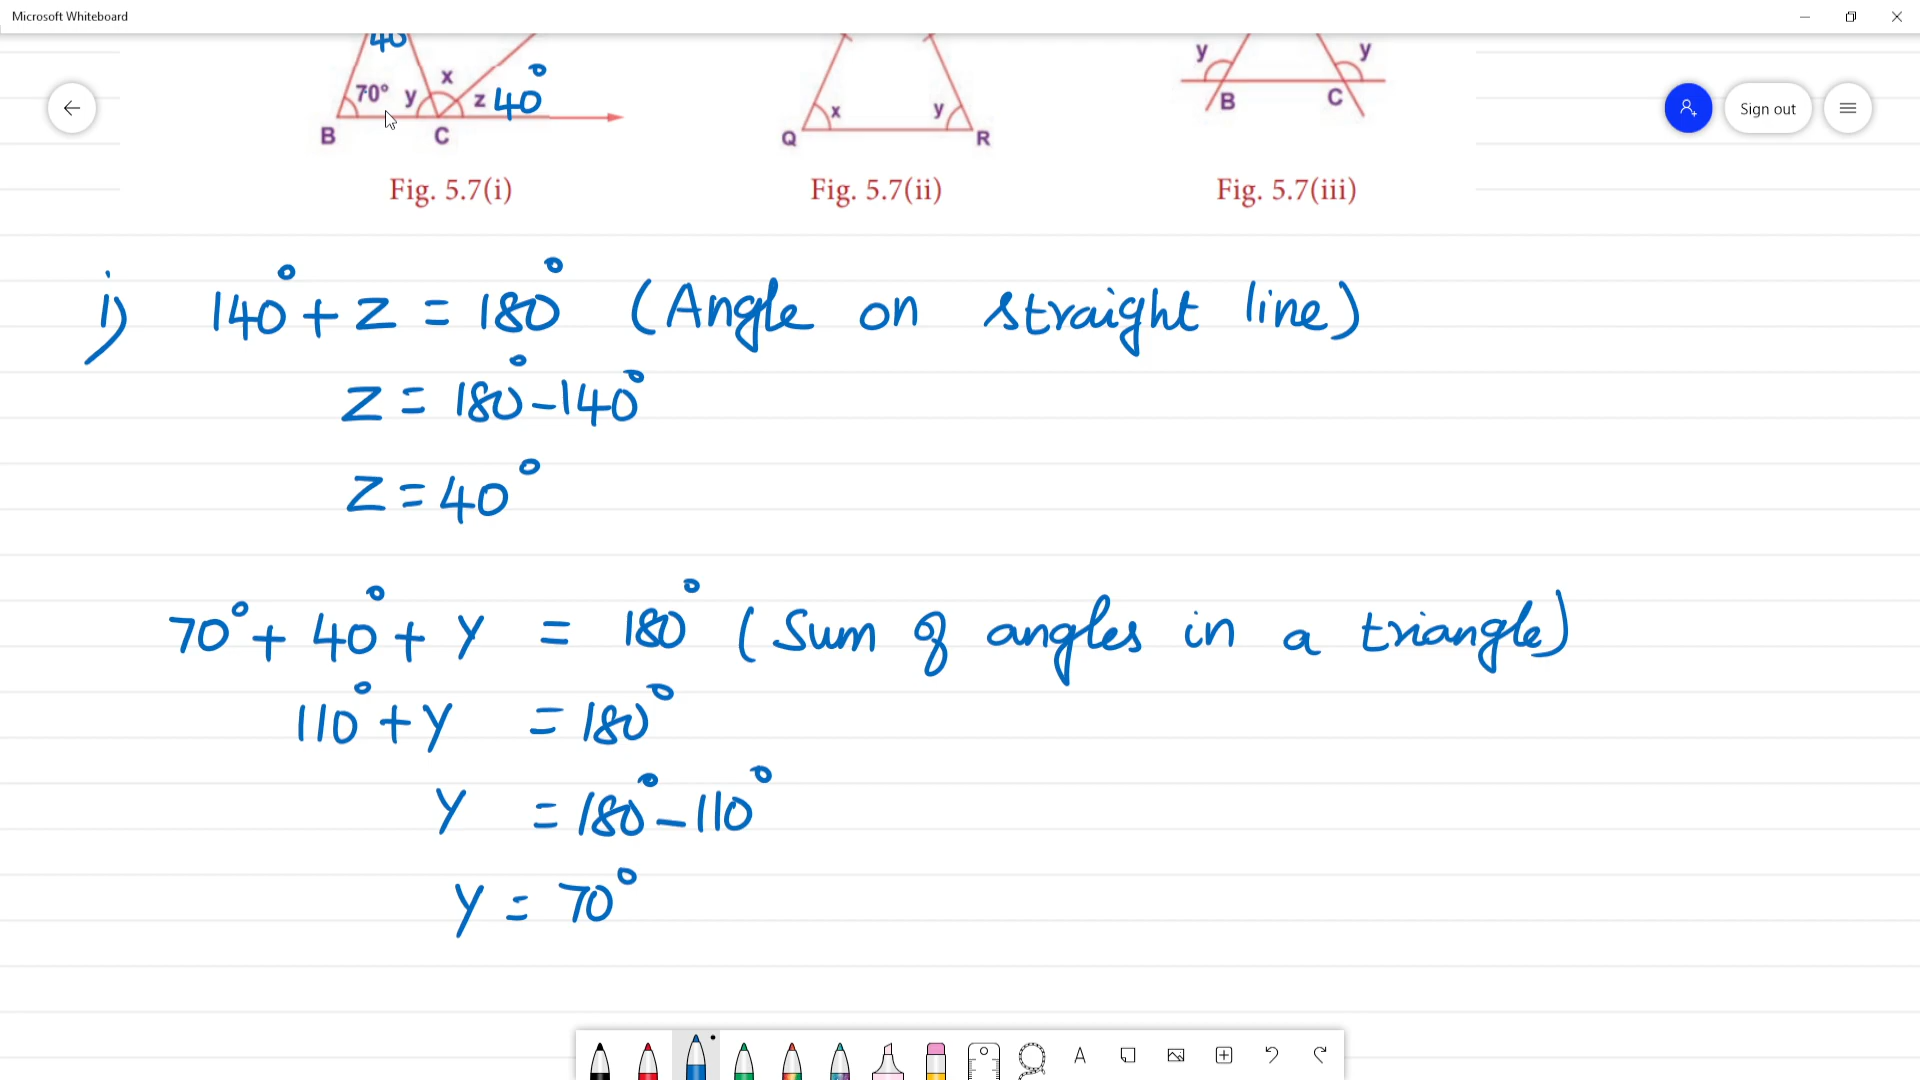 Microsoft Whiteboard
40
70° y x z 40°
B C
x y
Q R
y y
B C
Sign out
Fig. 5.7(i) Fig. 5.7(ii) Fig. 5.7(iii)
i) 140° + z = 180° (Angle on straight line)
z = 180° - 140°
z = 40°
70° + 40° + y = 180° (Sum of angles in a triangle)
110° + y = 180°
y = 180° - 110°
y = 70°
A